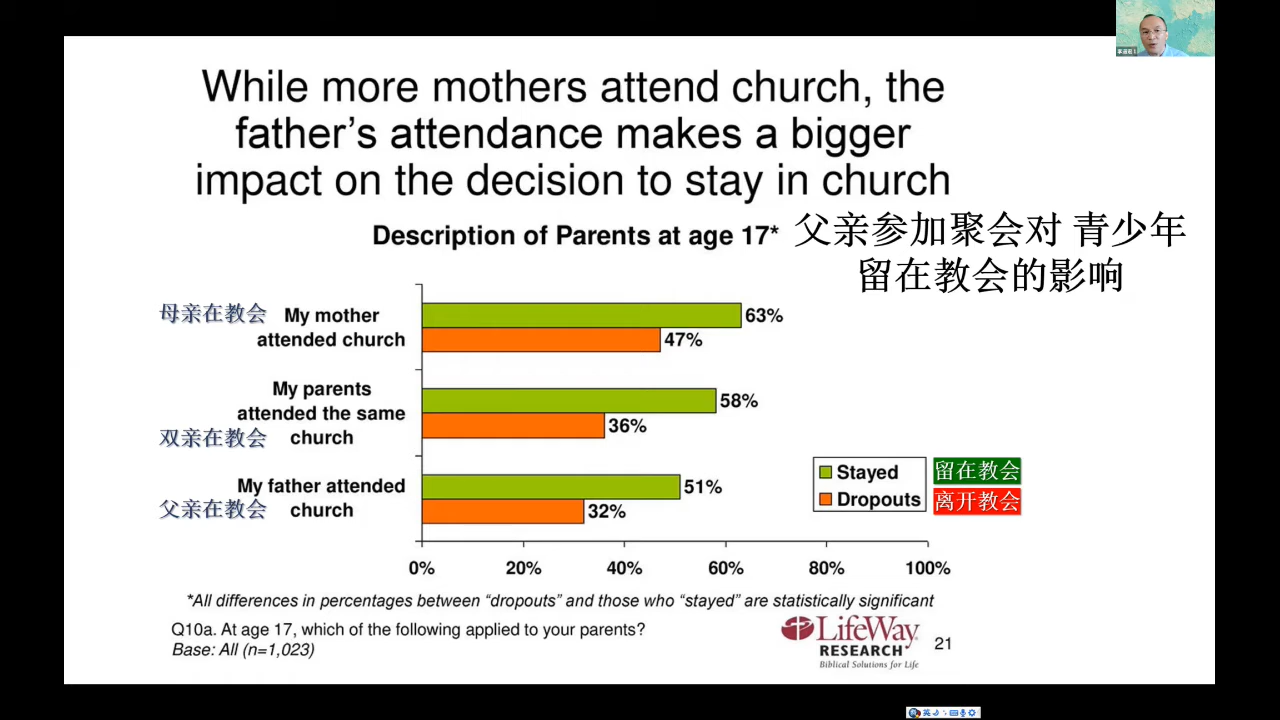 While more mothers attend church, the
father's attendance makes a bigger
impact on the decision to stay in church
Description of Parents at age 17*
父亲参加聚会对 青少年
留在教会的影响
母亲在教会
My mother
attended church
63%
47%
My parents
attended the same
church
双亲在教会
58%
36%
My father attended
church
父亲在教会
51%
32%
Stayed
留在教会
Dropouts
离开教会
0% 20% 40% 60% 80% 100%
*All differences in percentages between "dropouts" and those who "stayed" are statistically significant
Q10a. At age 17, which of the following applied to your parents?
Base: All (n=1,023)
LifeWay
RESEARCH
Biblical Solutions for Life
21
英